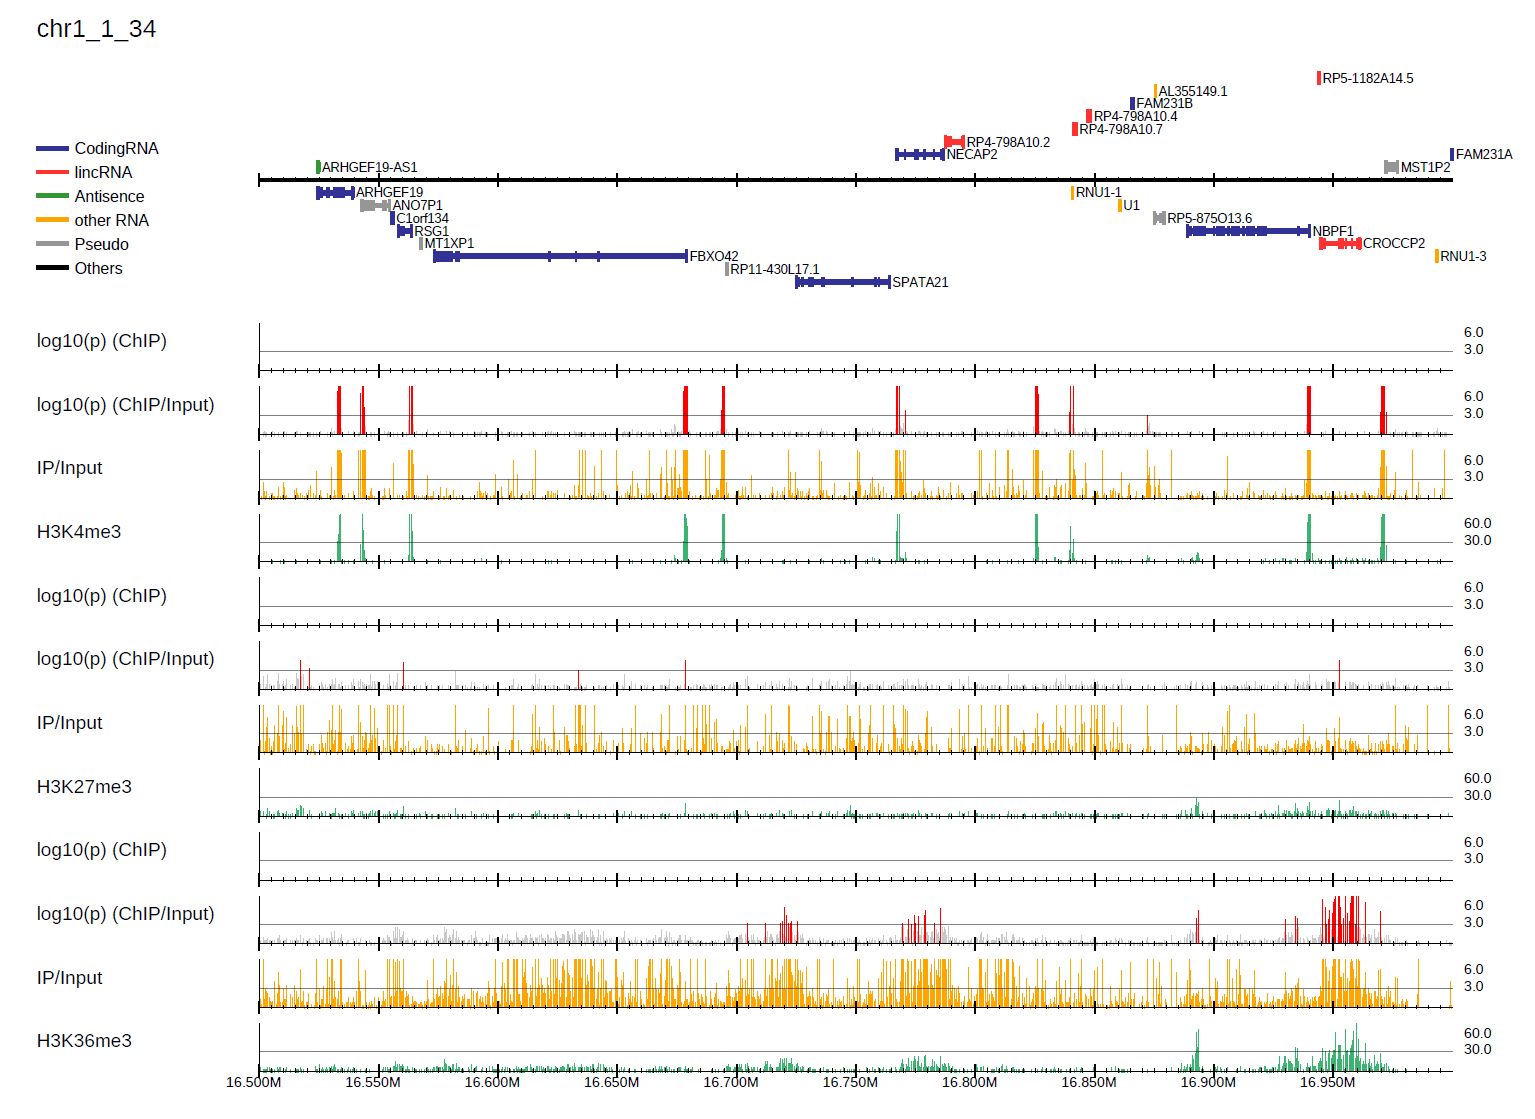 chr1_1_34
RP5-1182A14.5
AL355149.1
FAM231B
RP4-798A10.4
RP4-798A10.7
CodingRNA
RP4-798A10.2
NECAP2
FAM231A
lincRNA
ARHGEF19-AS1
MST1P2
Antisence
ARHGEF19
RNU1-1
ANO7P1
U1
other RNA
C1orf134
RP5-875O13.6
RSG1
NBPF1
Pseudo
MT1XP1
CROCCP2
FBXO42
RNU1-3
Others
RP11-430L17.1
SPATA21
log10(p) (ChIP)
6.0
3.0
log10(p) (ChIP/Input)
6.0
3.0
IP/Input
6.0
3.0
H3K4me3
60.0
30.0
log10(p) (ChIP)
6.0
3.0
log10(p) (ChIP/Input)
6.0
3.0
IP/Input
6.0
3.0
H3K27me3
60.0
30.0
log10(p) (ChIP)
6.0
3.0
log10(p) (ChIP/Input)
6.0
3.0
IP/Input
6.0
3.0
H3K36me3
60.0
30.0
16.500M 16.550M 16.600M 16.650M 16.700M 16.750M 16.800M 16.850M 16.900M 16.950M